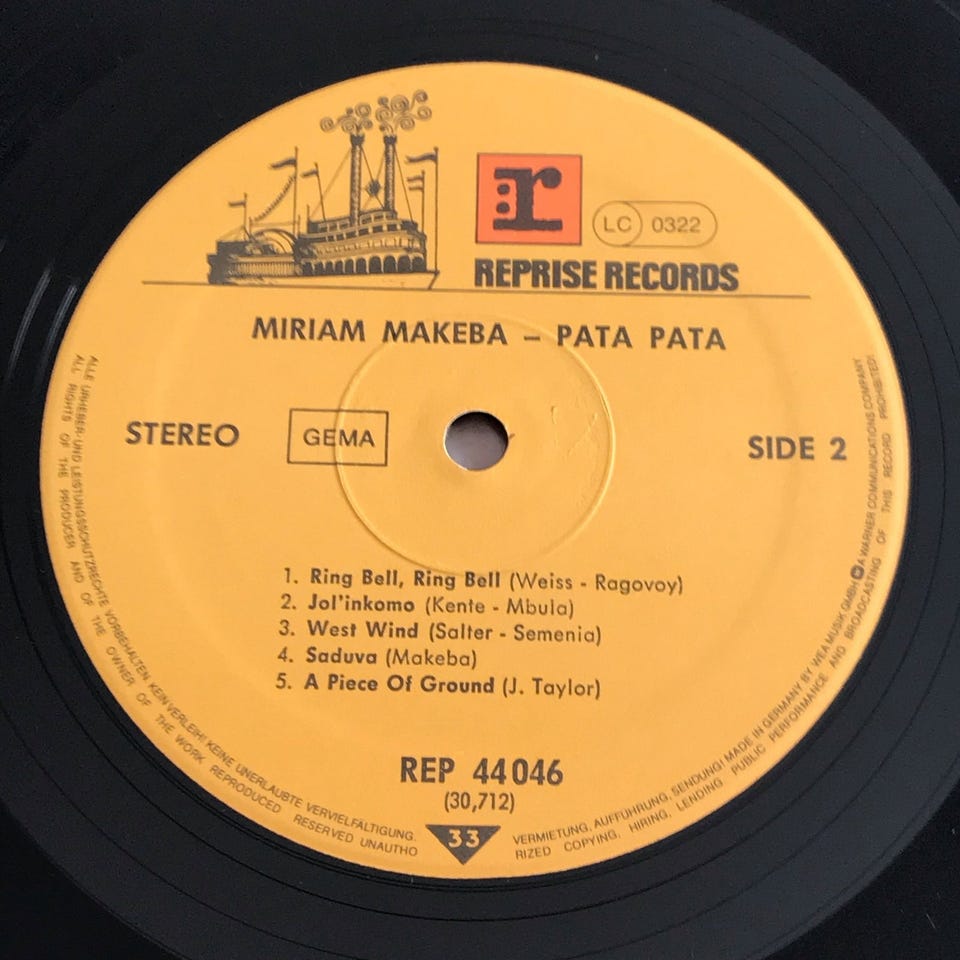 r
LC 0322
REPRISE RECORDS
MIRIAM MAKEBA – PATA PATA
STEREO
GEMA
SIDE 2
1. Ring Bell, Ring Bell (Weiss - Ragovoy)
2. Jol'inkomo (Kente - Mbula)
3. West Wind (Salter - Semenia)
4. Saduva (Makeba)
5. A Piece Of Ground (J. Taylor)
REP 44046
(30,712)
33
ALLE URHEBER- UND LEISTUNGSSCHUTZRECHTE VORBEHALTEN. KEIN VERLEIH! KEINE UNERLAUBTE VERVIELFÄLTIGUNG. VERMIETUNG, AUFFÜHRUNG, SENDUNG! MADE IN GERMANY BY WEA MUSIK GMBH A WARNER COMMUNICATIONS COMPANY
ALL RIGHTS OF THE PRODUCER AND OF THE OWNER OF THE WORK REPRODUCED RESERVED UNAUTHO RIZED COPYING, HIRING, LENDING PUBLIC PERFORMANCE AND BROADCASTING OF THIS RECORD PROHIBITED!